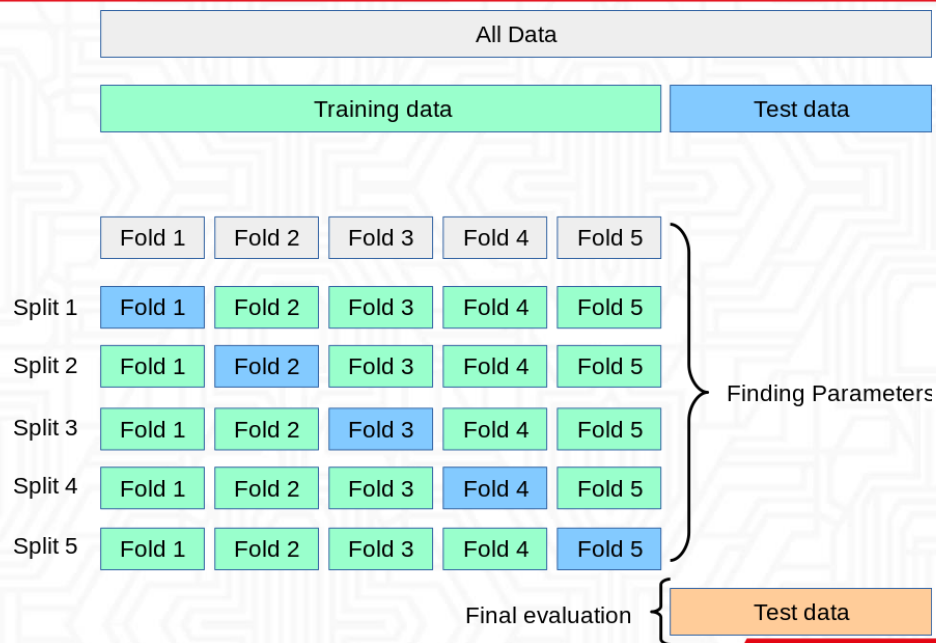 All Data
Training data Test data
Fold 1 Fold 2 Fold 3 Fold 4 Fold 5
Split 1 Fold 1 Fold 2 Fold 3 Fold 4 Fold 5
Split 2 Fold 1 Fold 2 Fold 3 Fold 4 Fold 5
Finding Parameters
Split 3 Fold 1 Fold 2 Fold 3 Fold 4 Fold 5
Split 4 Fold 1 Fold 2 Fold 3 Fold 4 Fold 5
Split 5 Fold 1 Fold 2 Fold 3 Fold 4 Fold 5
Final evaluation Test data